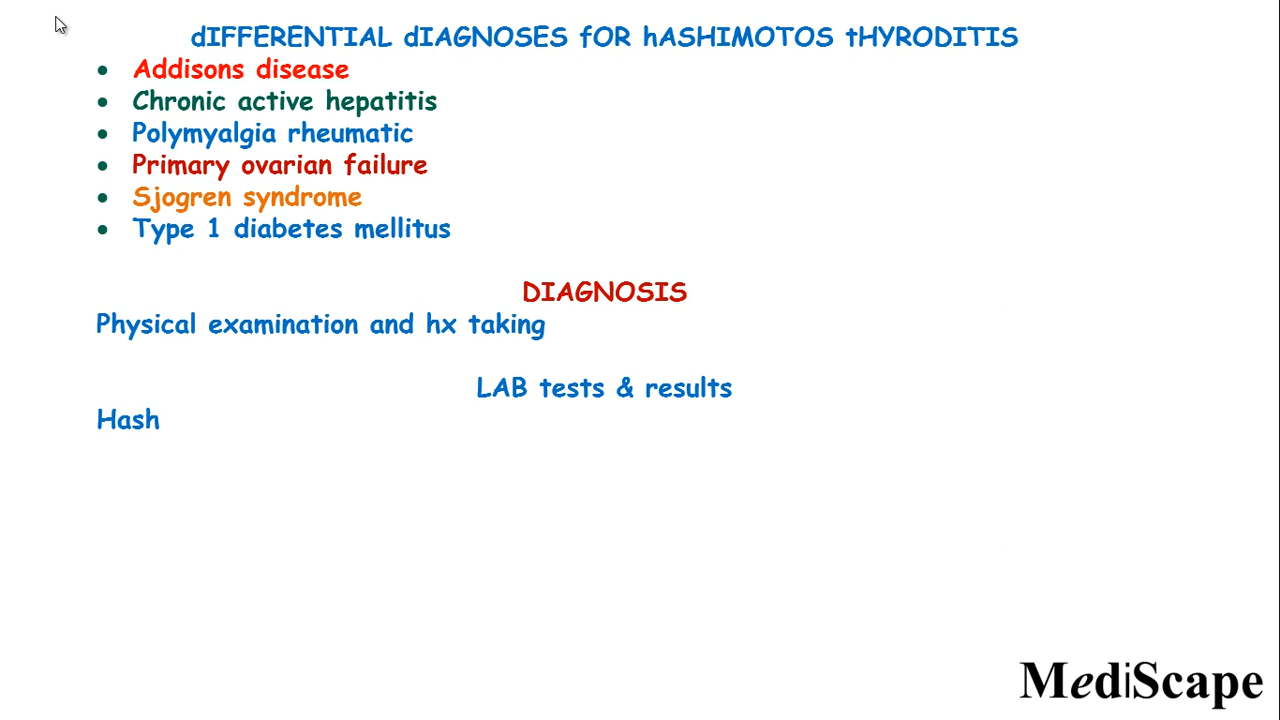 dIFFERENTIAL dIAGNOSES fOR hASHIMOTOS tHYRODITIS
• Addisons disease
• Chronic active hepatitis
• Polymyalgia rheumatic
• Primary ovarian failure
• Sjogren syndrome
• Type 1 diabetes mellitus
DIAGNOSIS
Physical examination and hx taking
LAB tests & results
Hash
MediScape